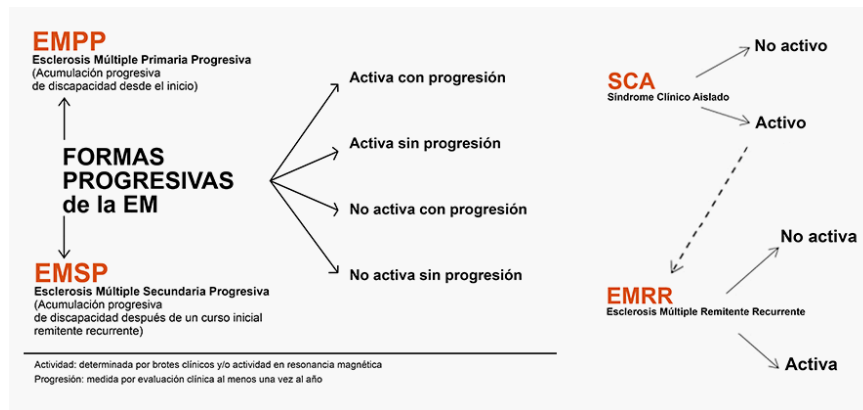 EMPP
Esclerosis Múltiple Primaria Progresiva
(Acumulación progresiva
de discapacidad desde el inicio)
FORMAS
PROGRESIVAS
de la EM
EMSP
Esclerosis Múltiple Secundaria Progresiva
(Acumulación progresiva
de discapacidad después de un curso inicial
remitente recurrente)
Activa con progresión
Activa sin progresión
No activa con progresión
No activa sin progresión
Actividad: determinada por brotes clínicos y/o actividad en resonancia magnética
Progresión: medida por evaluación clínica al menos una vez al año
SCA
Síndrome Clínico Aislado
No activo
Activo
EMRR
Esclerosis Múltiple Remitente Recurrente
No activa
Activa